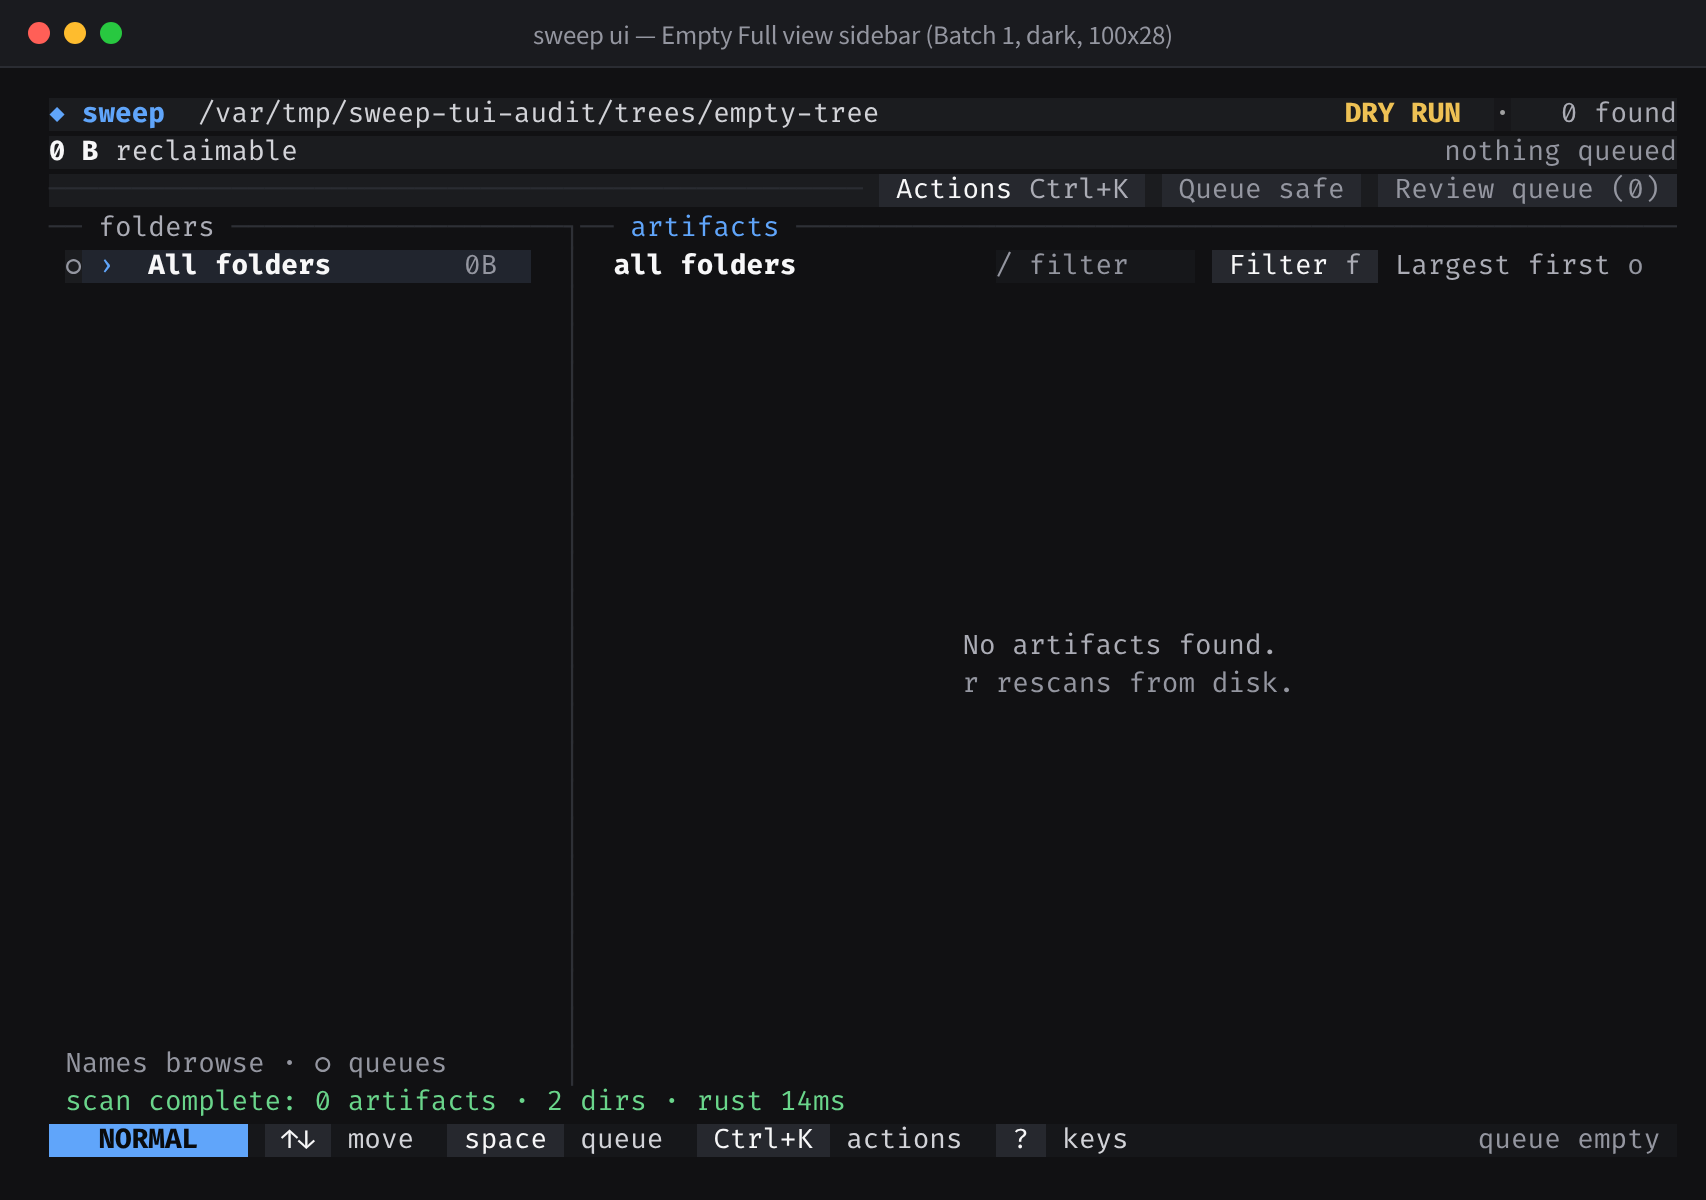 sweep ui — Empty Full view sidebar (Batch 1, dark, 100x28)
◆ sweep /var/tmp/sweep-tui-audit/trees/empty-tree DRY RUN · 0 found
0 B reclaimable nothing queued
Actions Ctrl+K Queue safe Review queue (0)
folders artifacts
○ › All folders 0B all folders / filter Filter f Largest first o
No artifacts found.
r rescans from disk.
Names browse · ○ queues
scan complete: 0 artifacts · 2 dirs · rust 14ms
NORMAL ↑↓ move space queue Ctrl+K actions ? keys queue empty